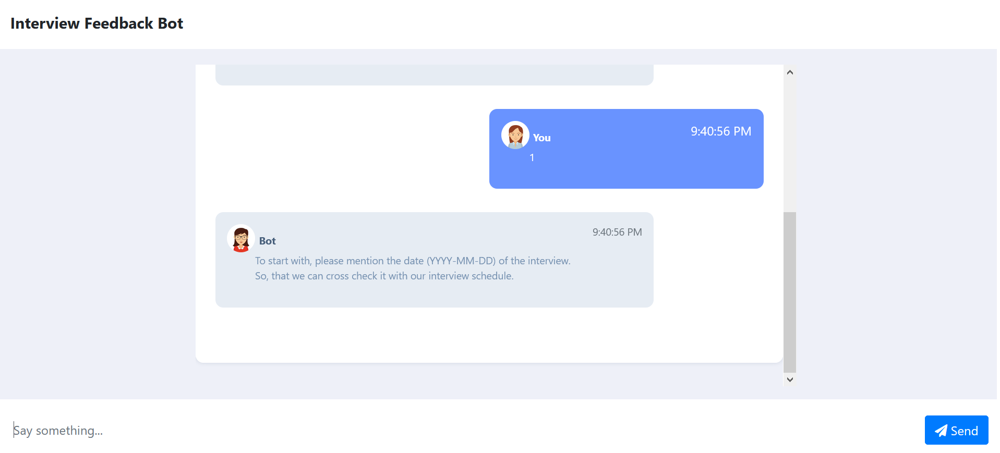 Interview Feedback Bot
You
9:40:56 PM
1
Bot
9:40:56 PM
To start with, please mention the date (YYYY-MM-DD) of the interview.
So, that we can cross check it with our interview schedule.
Say something...
Send